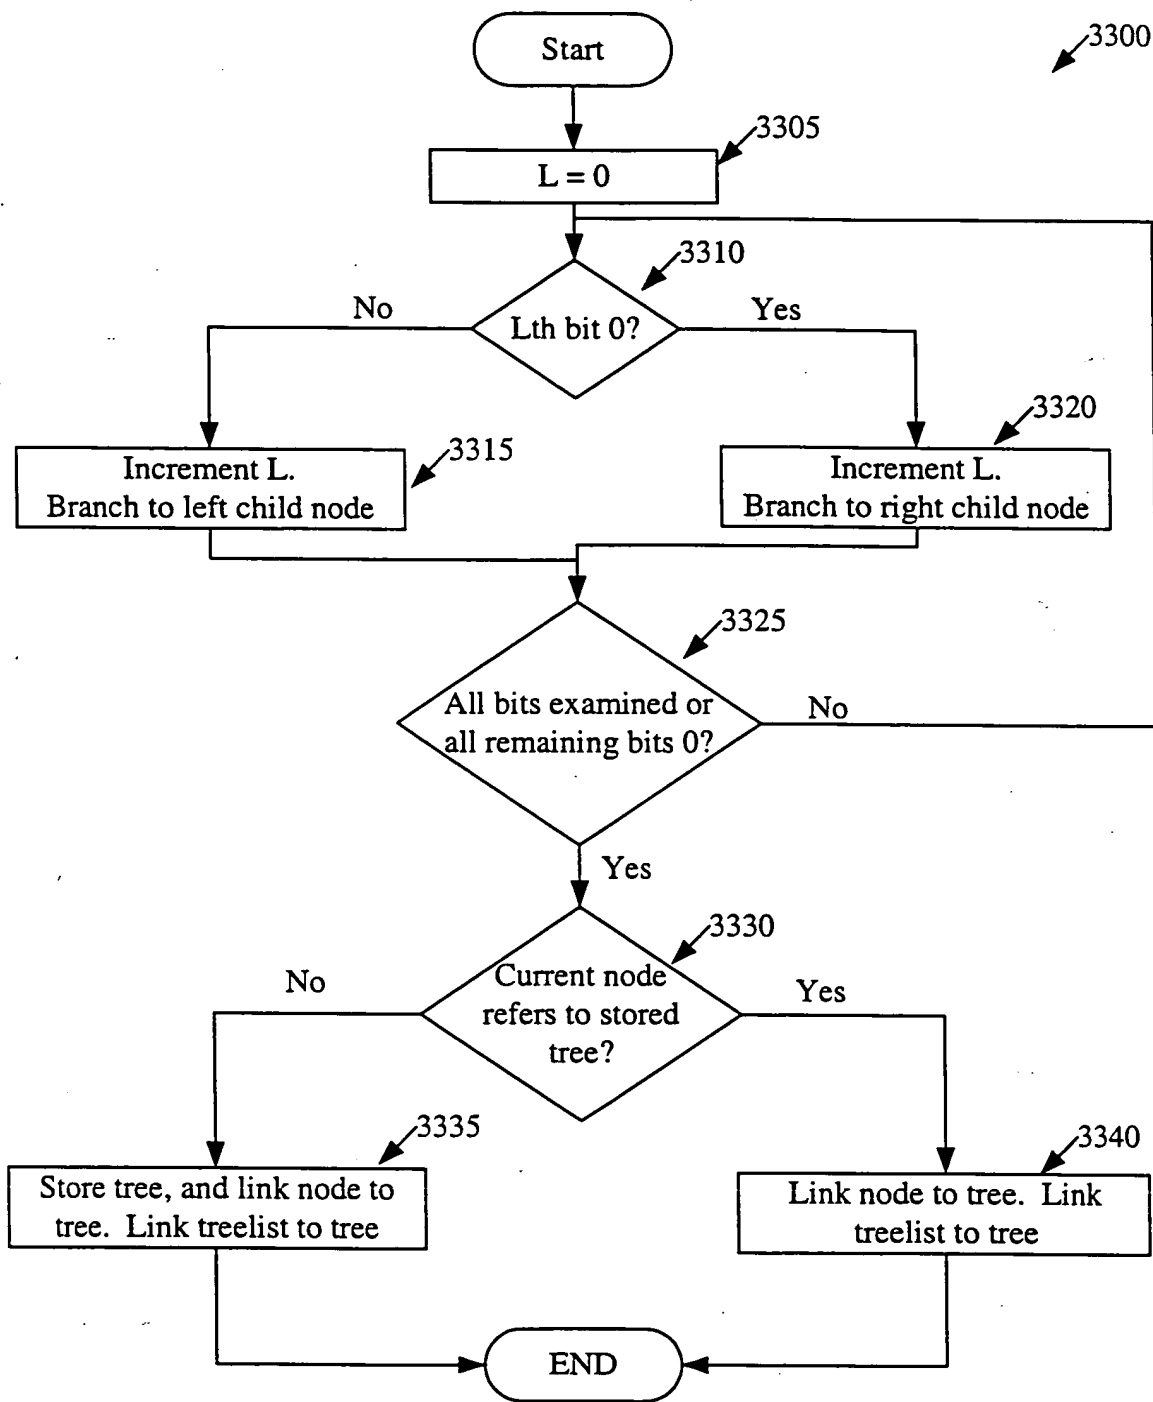 Start
3300
3305
L = 0
3310
No
Lth bit 0?
Yes
3315
3320
Increment L.
Branch to left child node
Increment L.
Branch to right child node
3325
All bits examined or
all remaining bits 0?
No
Yes
3330
No
Current node
refers to stored
tree?
Yes
3335
3340
Store tree, and link node to
tree. Link treelist to tree
Link node to tree. Link
treelist to tree
END